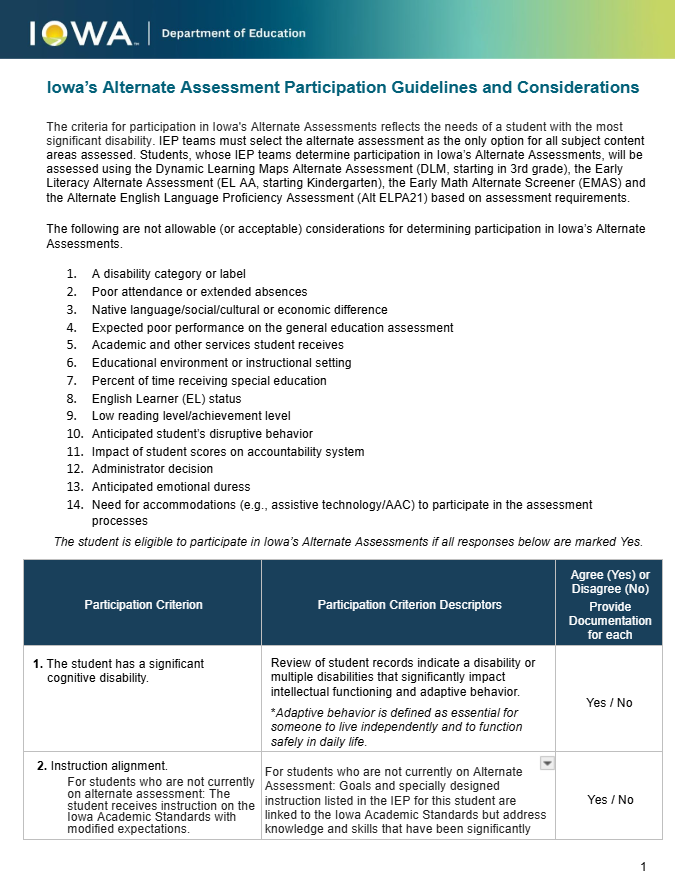 IOWA™ | Department of Education
Iowa's Alternate Assessment Participation Guidelines and Considerations
The criteria for participation in Iowa's Alternate Assessments reflects the needs of a student with the most
significant disability. IEP teams must select the alternate assessment as the only option for all subject content
areas assessed. Students, whose IEP teams determine participation in Iowa's Alternate Assessments, will be
assessed using the Dynamic Learning Maps Alternate Assessment (DLM, starting in 3rd grade), the Early
Literacy Alternate Assessment (EL AA, starting Kindergarten), the Early Math Alternate Screener (EMAS) and
the Alternate English Language Proficiency Assessment (Alt ELPA21) based on assessment requirements.
The following are not allowable (or acceptable) considerations for determining participation in Iowa's Alternate
Assessments.
1. A disability category or label
2. Poor attendance or extended absences
3. Native language/social/cultural or economic difference
4. Expected poor performance on the general education assessment
5. Academic and other services student receives
6. Educational environment or instructional setting
7. Percent of time receiving special education
8. English Learner (EL) status
9. Low reading level/achievement level
10. Anticipated student's disruptive behavior
11. Impact of student scores on accountability system
12. Administrator decision
13. Anticipated emotional duress
14. Need for accommodations (e.g., assistive technology/AAC) to participate in the assessment
processes
The student is eligible to participate in Iowa's Alternate Assessments if all responses below are marked Yes.
Participation Criterion
Participation Criterion Descriptors
Agree (Yes) or
Disagree (No)
Provide
Documentation
for each
1. The student has a significant
cognitive disability.
Review of student records indicate a disability or
multiple disabilities that significantly impact
intellectual functioning and adaptive behavior.
*Adaptive behavior is defined as essential for
someone to live independently and to function
safely in daily life.
Yes / No
2. Instruction alignment.
For students who are not currently
on alternate assessment: The
student receives instruction on the
Iowa Academic Standards with
modified expectations.
For students who are not currently on Alternate
Assessment: Goals and specially designed
instruction listed in the IEP for this student are
linked to the Iowa Academic Standards but address
knowledge and skills that have been significantly
Yes / No
1